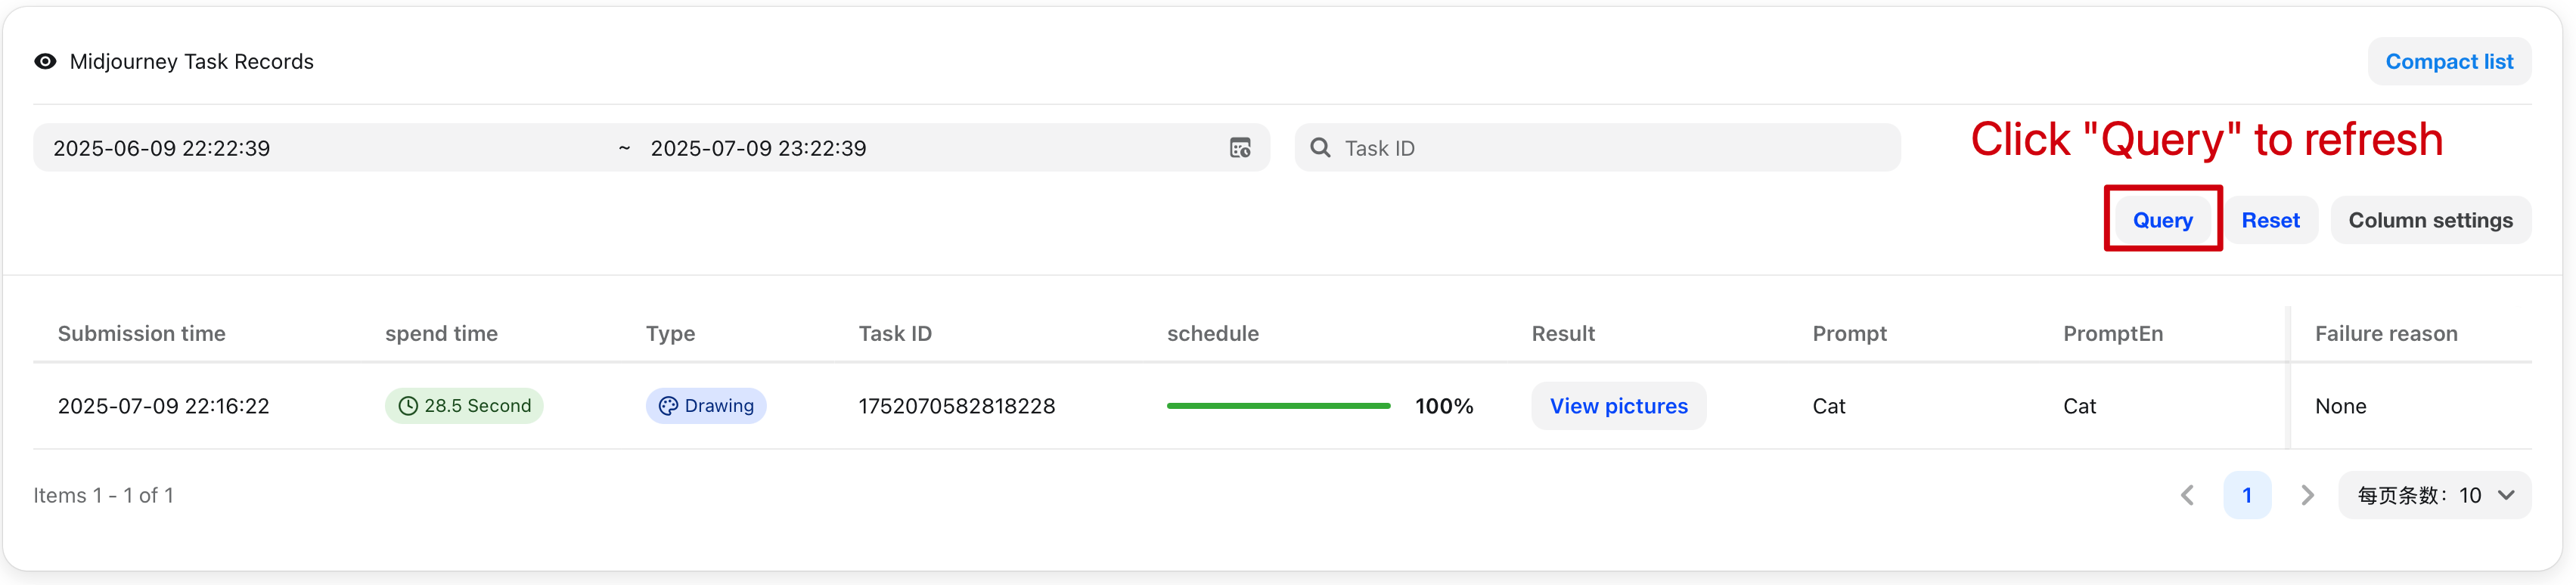 Midjourney Task Records
Compact list
2025-06-09 22:22:39 ~ 2025-07-09 23:22:39
Task ID
Click "Query" to refresh
Query
Reset
Column settings
Submission time spend time Type Task ID schedule Result Prompt PromptEn Failure reason
2025-07-09 22:16:22 28.5 Second Drawing 1752070582818228 100% View pictures Cat Cat None
Items 1 - 1 of 1
1
每页条数：10